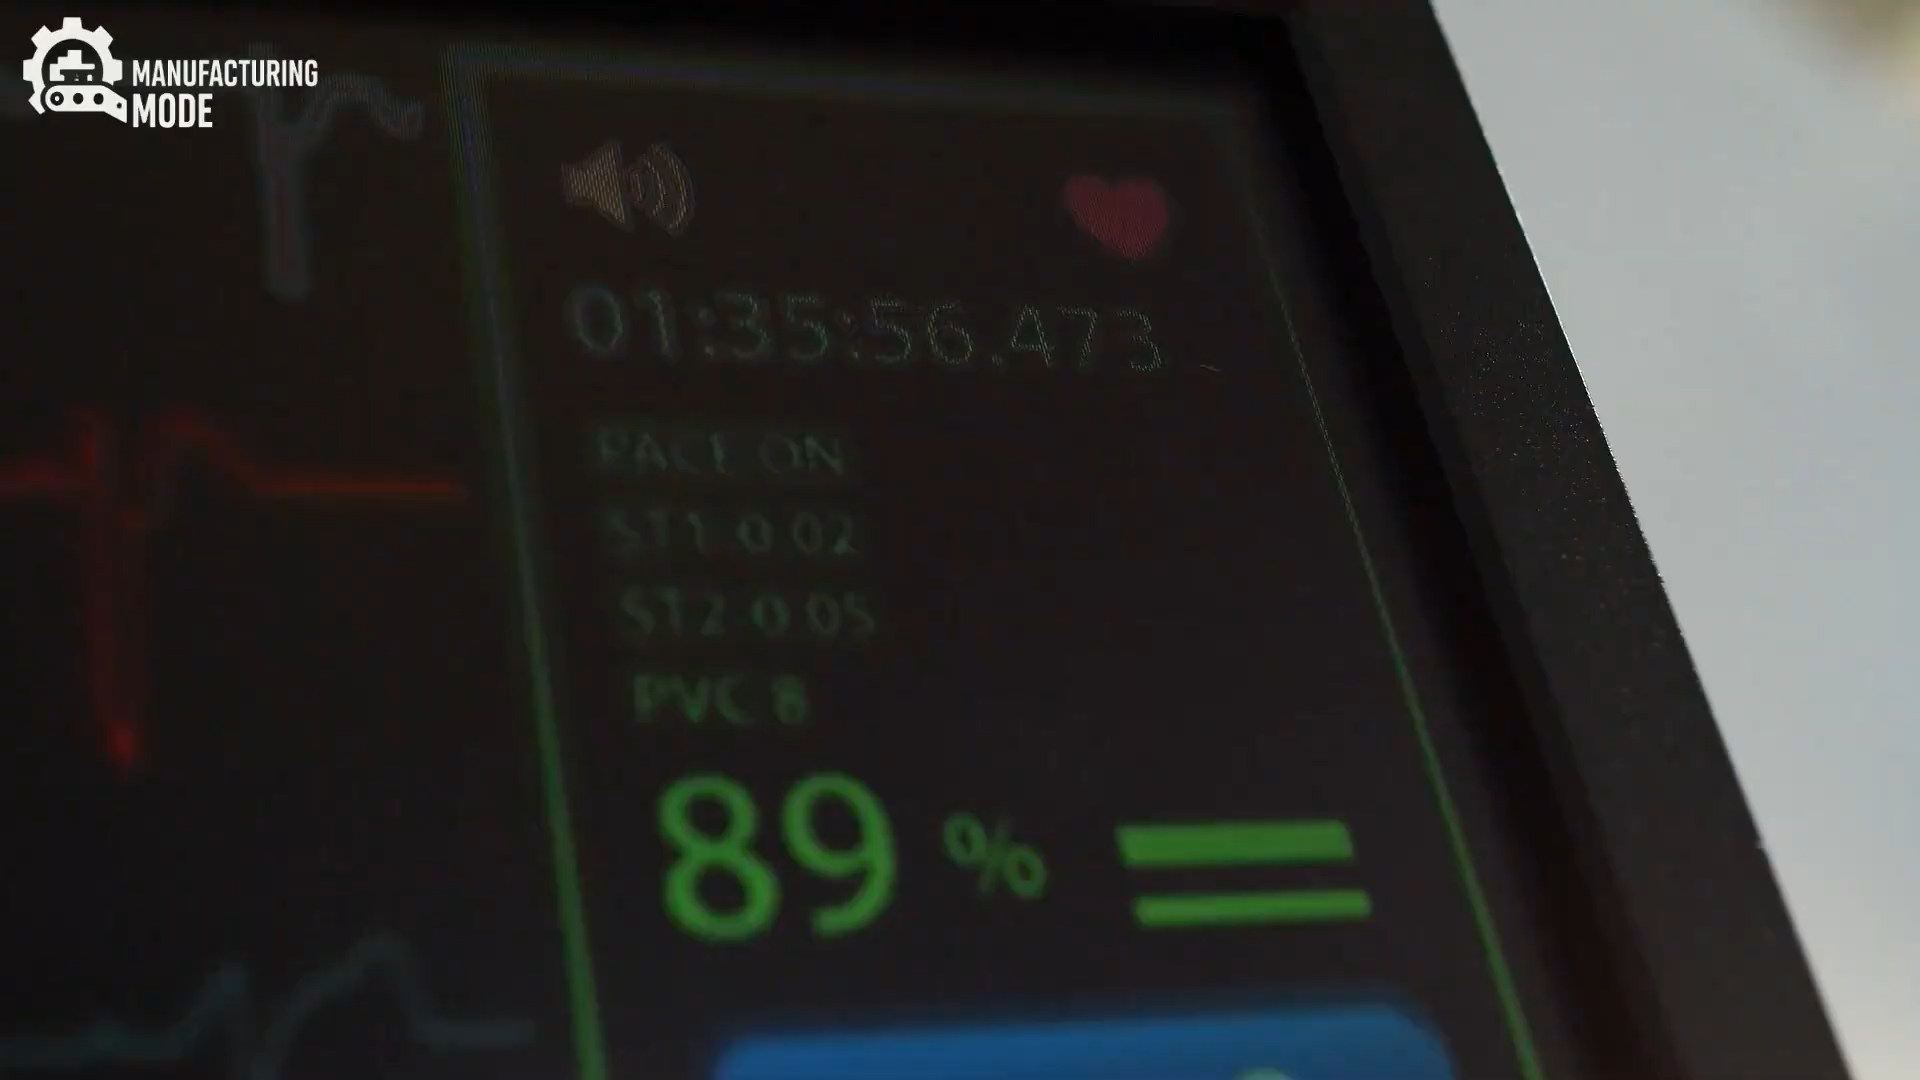 MANUFACTURING
MODE
01:35:56.473
PACE ON
ST1 0 02
ST2 0 05
PVC 8
89 %